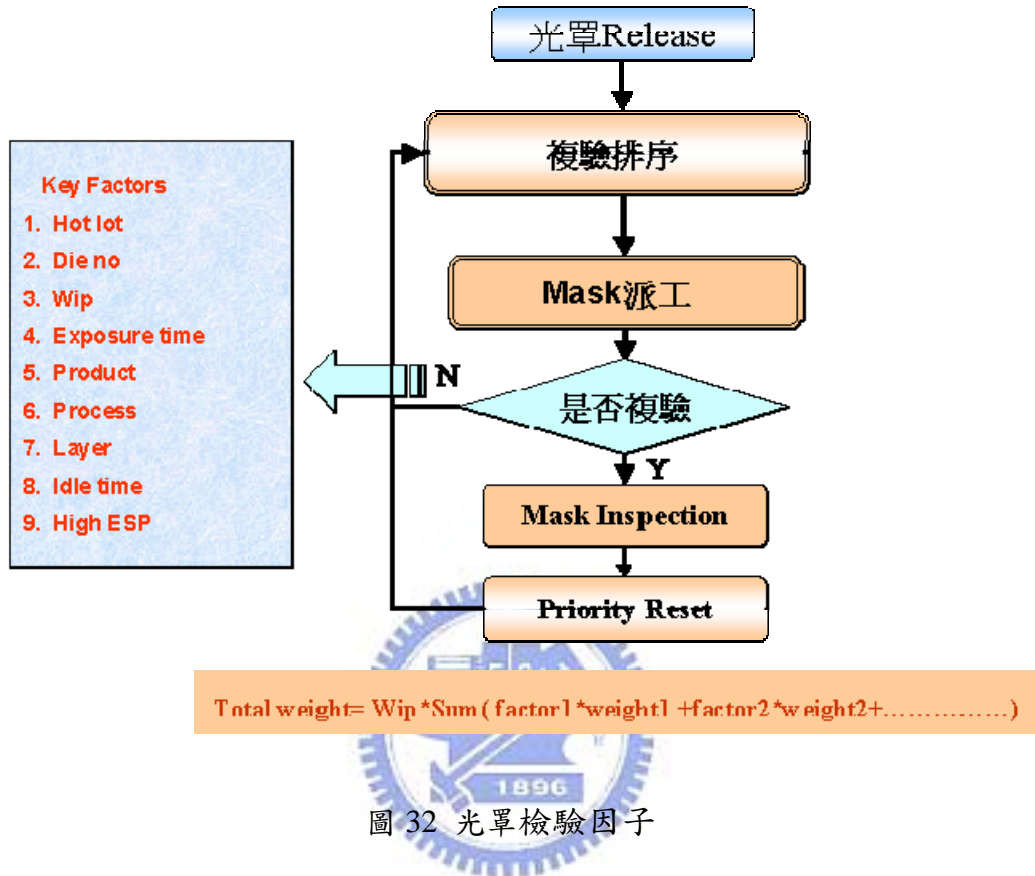 光罩Release
複驗排序
Mask派工
是否複驗
N
Y
Mask Inspection
Priority Reset
Key Factors
1. Hot lot
2. Die no
3. Wip
4. Exposure time
5. Product
6. Process
7. Layer
8. Idle time
9. High ESP
Total weight= Wip*Sum ( factor1*weight1 +factor2*weight2+................)
1896
圖 32 光罩檢驗因子